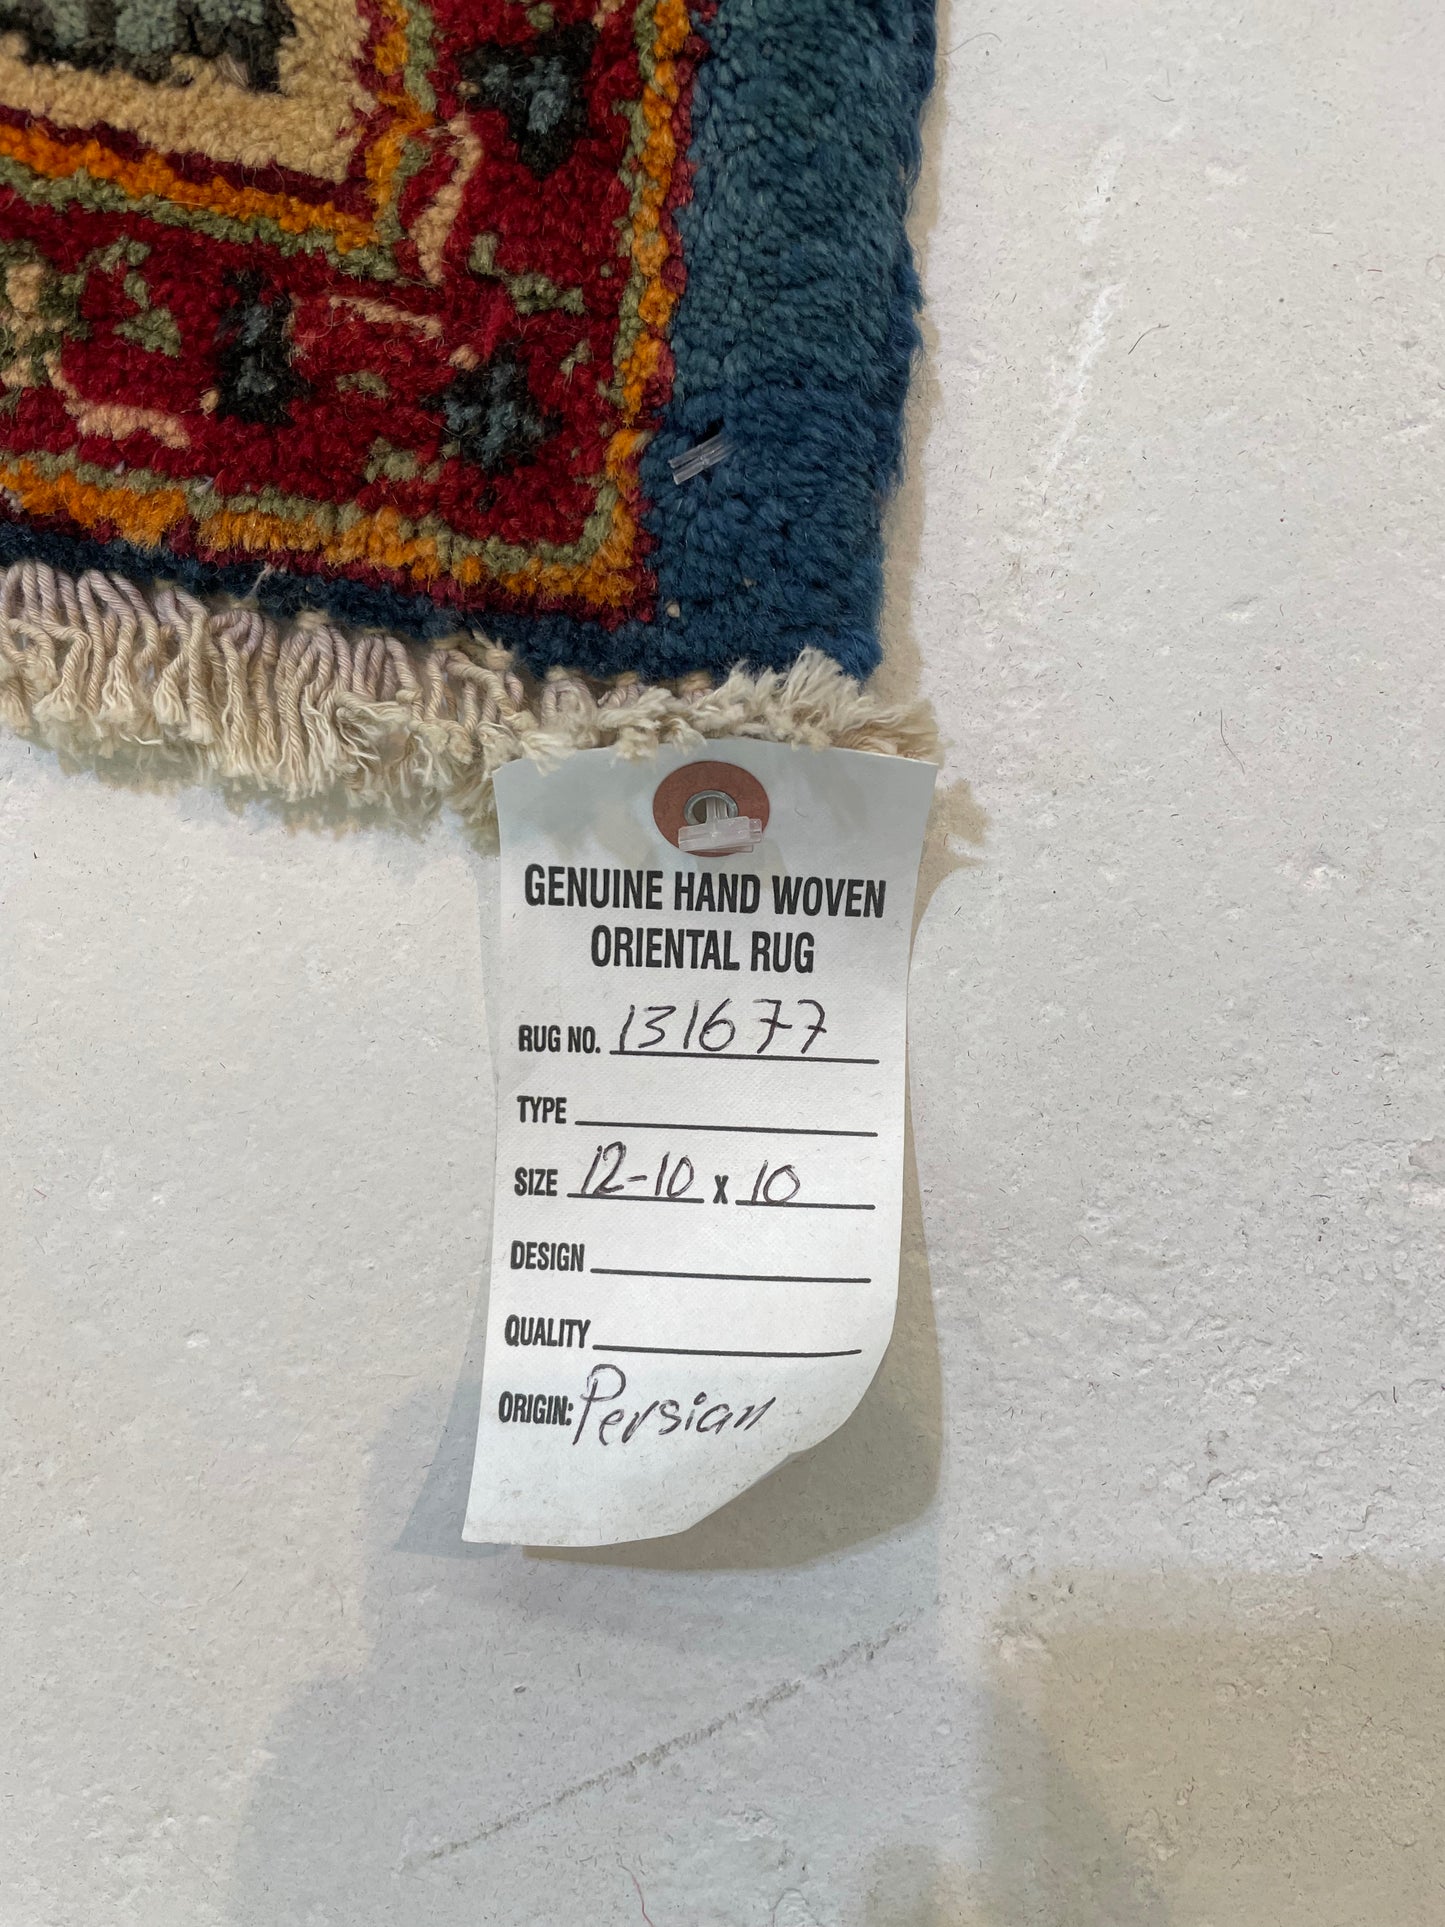 GENUINE HAND WOVEN
ORIENTAL RUG
RUG NO. 131677
TYPE
SIZE 12-10 x 10
DESIGN
QUALITY
ORIGIN: Persian